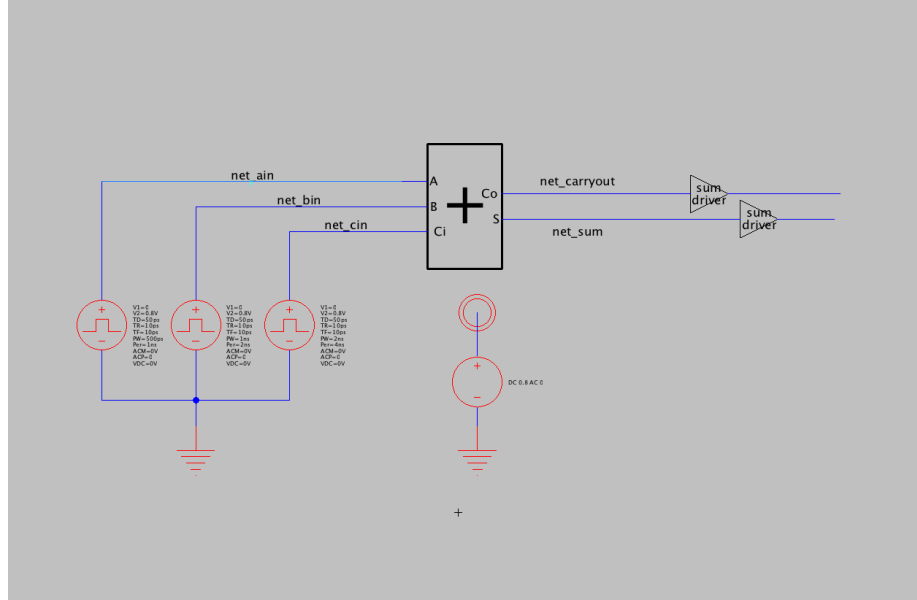 net_ain
net_bin
net_cin
A
B
Ci
Co
S
net_carryout
net_sum
sum
driver
sum
driver
V1=0
V2=0.8V
TD=50ps
TR=10ps
TF=10ps
PW=500ps
Per=1ns
ACM=0V
ACP=0
VDC=0V
V1=0
V2=0.8V
TD=50ps
TR=10ps
TF=10ps
PW=1ns
Per=2ns
ACM=0V
ACP=0
VDC=0V
V1=0
V2=0.8V
TD=50ps
TR=10ps
TF=10ps
PW=2ns
Per=4ns
ACM=0V
ACP=0
VDC=0V
DC 0.8 AC 0